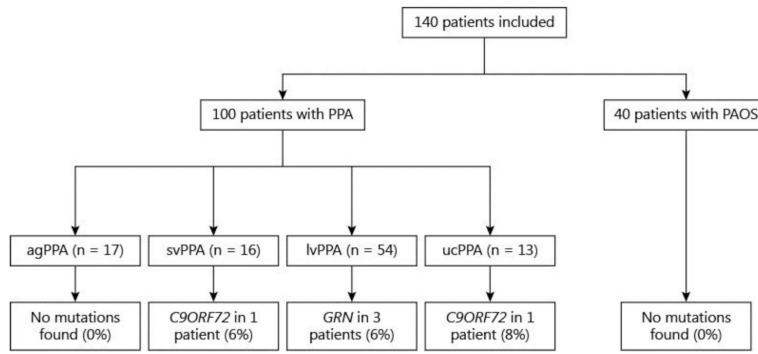 140 patients included
100 patients with PPA
40 patients with PAOS
agPPA (n = 17)
svPPA (n = 16)
lvPPA (n = 54)
ucPPA (n = 13)
No mutations
found (0%)
C9ORF72 in 1
patient (6%)
GRN in 3
patients (6%)
C9ORF72 in 1
patient (8%)
No mutations
found (0%)